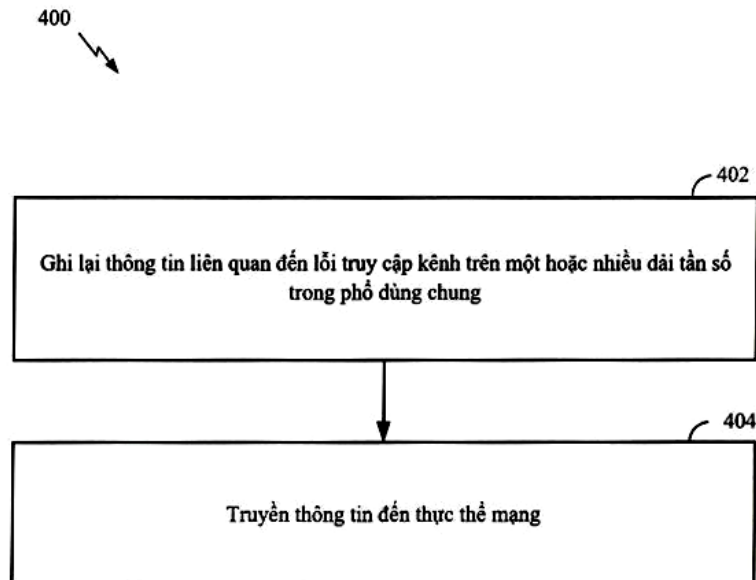 400
402
Ghi lại thông tin liên quan đến lỗi truy cập kênh trên một hoặc nhiều dải tần số
trong phổ dùng chung
404
Truyền thông tin đến thực thể mạng